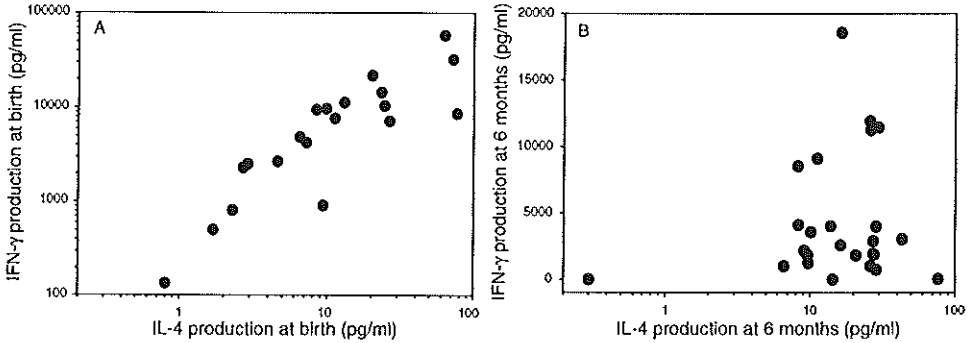 A
IFN-γ production at birth (pg/ml)
100000
10000
1000
100
1
10
100
IL-4 production at birth (pg/ml)
B
IFN-γ production at 6 months (pg/ml)
20000
15000
10000
5000
0
1
10
100
IL-4 production at 6 months (pg/ml)